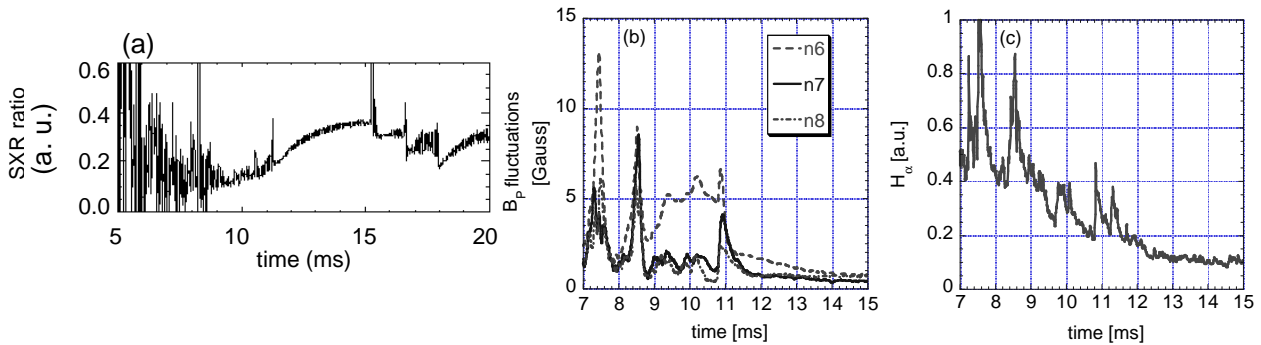 (a)
0.6
0.4
0.2
0.0
SXR ratio
(a. u.)
5
10
15
20
time (ms)
(b)
15
10
5
0
B_P fluctuations
[Gauss]
n6
n7
n8
7 8 9 10 11 12 13 14 15
time [ms]
(c)
1
0.8
0.6
0.4
0.2
0
H_α [a.u.]
7 8 9 10 11 12 13 14 15
time [ms]